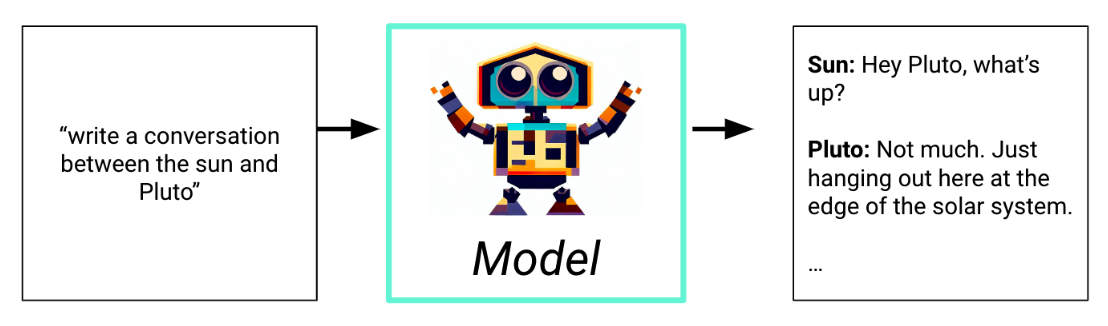 “write a conversation
between the sun and
Pluto”
Model
Sun: Hey Pluto, what’s
up?
Pluto: Not much. Just
hanging out here at the
edge of the solar system.
...